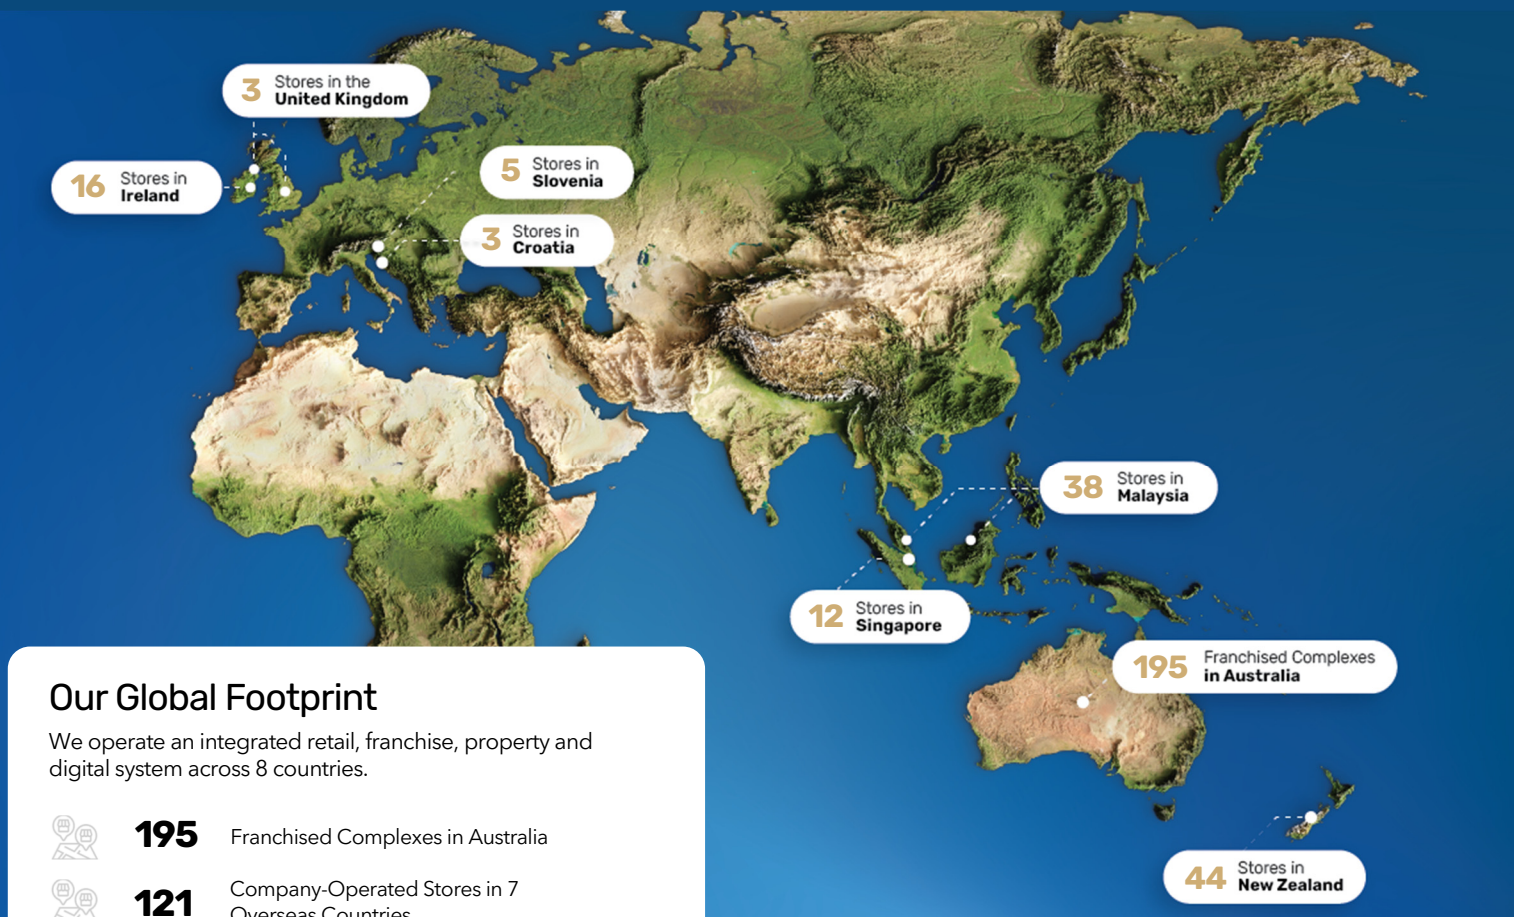 3
Stores in the
United Kingdom
16
Stores in
Ireland
5
Stores in
Slovenia
3
Stores in
Croatia
38
Stores in
Malaysia
12
Stores in
Singapore
195
Franchised Complexes
in Australia
44
Stores in
New Zealand
Our Global Footprint
We operate an integrated retail, franchise, property and
digital system across 8 countries.
195
Franchised Complexes in Australia
121
Company-Operated Stores in 7
Overseas Countries